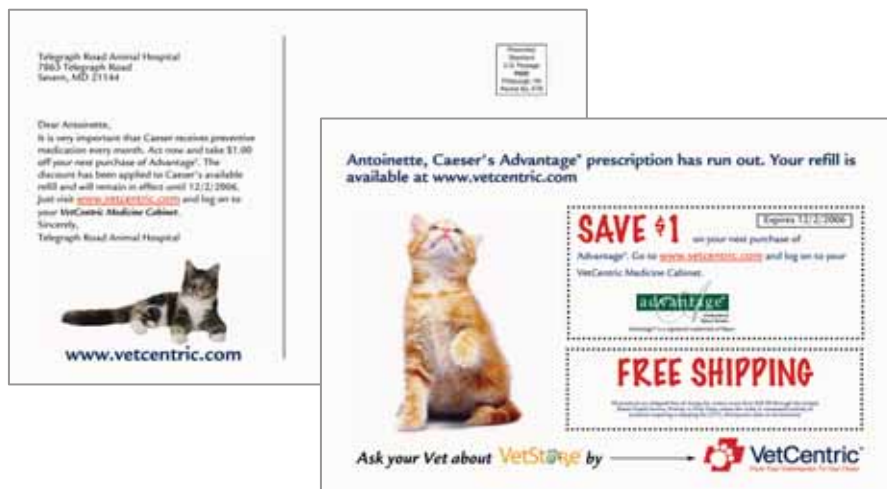 Telegraph Road Animal Hospital
7863 Telegraph Road
Severn, MD 21144
Presorted
Standard
U.S. Postage
PAID
Pittsburgh, PA
Dear Antoinette,
It is very important that Caeser receives preventive
medication every month. Act now and take $1.00
off your next purchase of Advantage®. The
discount has been applied to Caeser's available
refill and will remain in effect until 12/2/2006.
Just visit www.vetcentric.com and log on to
your VetCentric Medicine Cabinet.
Sincerely,
Telegraph Road Animal Hospital
www.vetcentric.com
Antoinette, Caeser's Advantage® prescription has run out. Your refill is
available at www.vetcentric.com
Expires 12/2/2006
SAVE $1 on your next purchase of
Advantage®. Go to www.vetcentric.com and log on to your
VetCentric Medicine Cabinet.
advantage
FREE SHIPPING
Ask your Vet about VetStore by
VetCentric